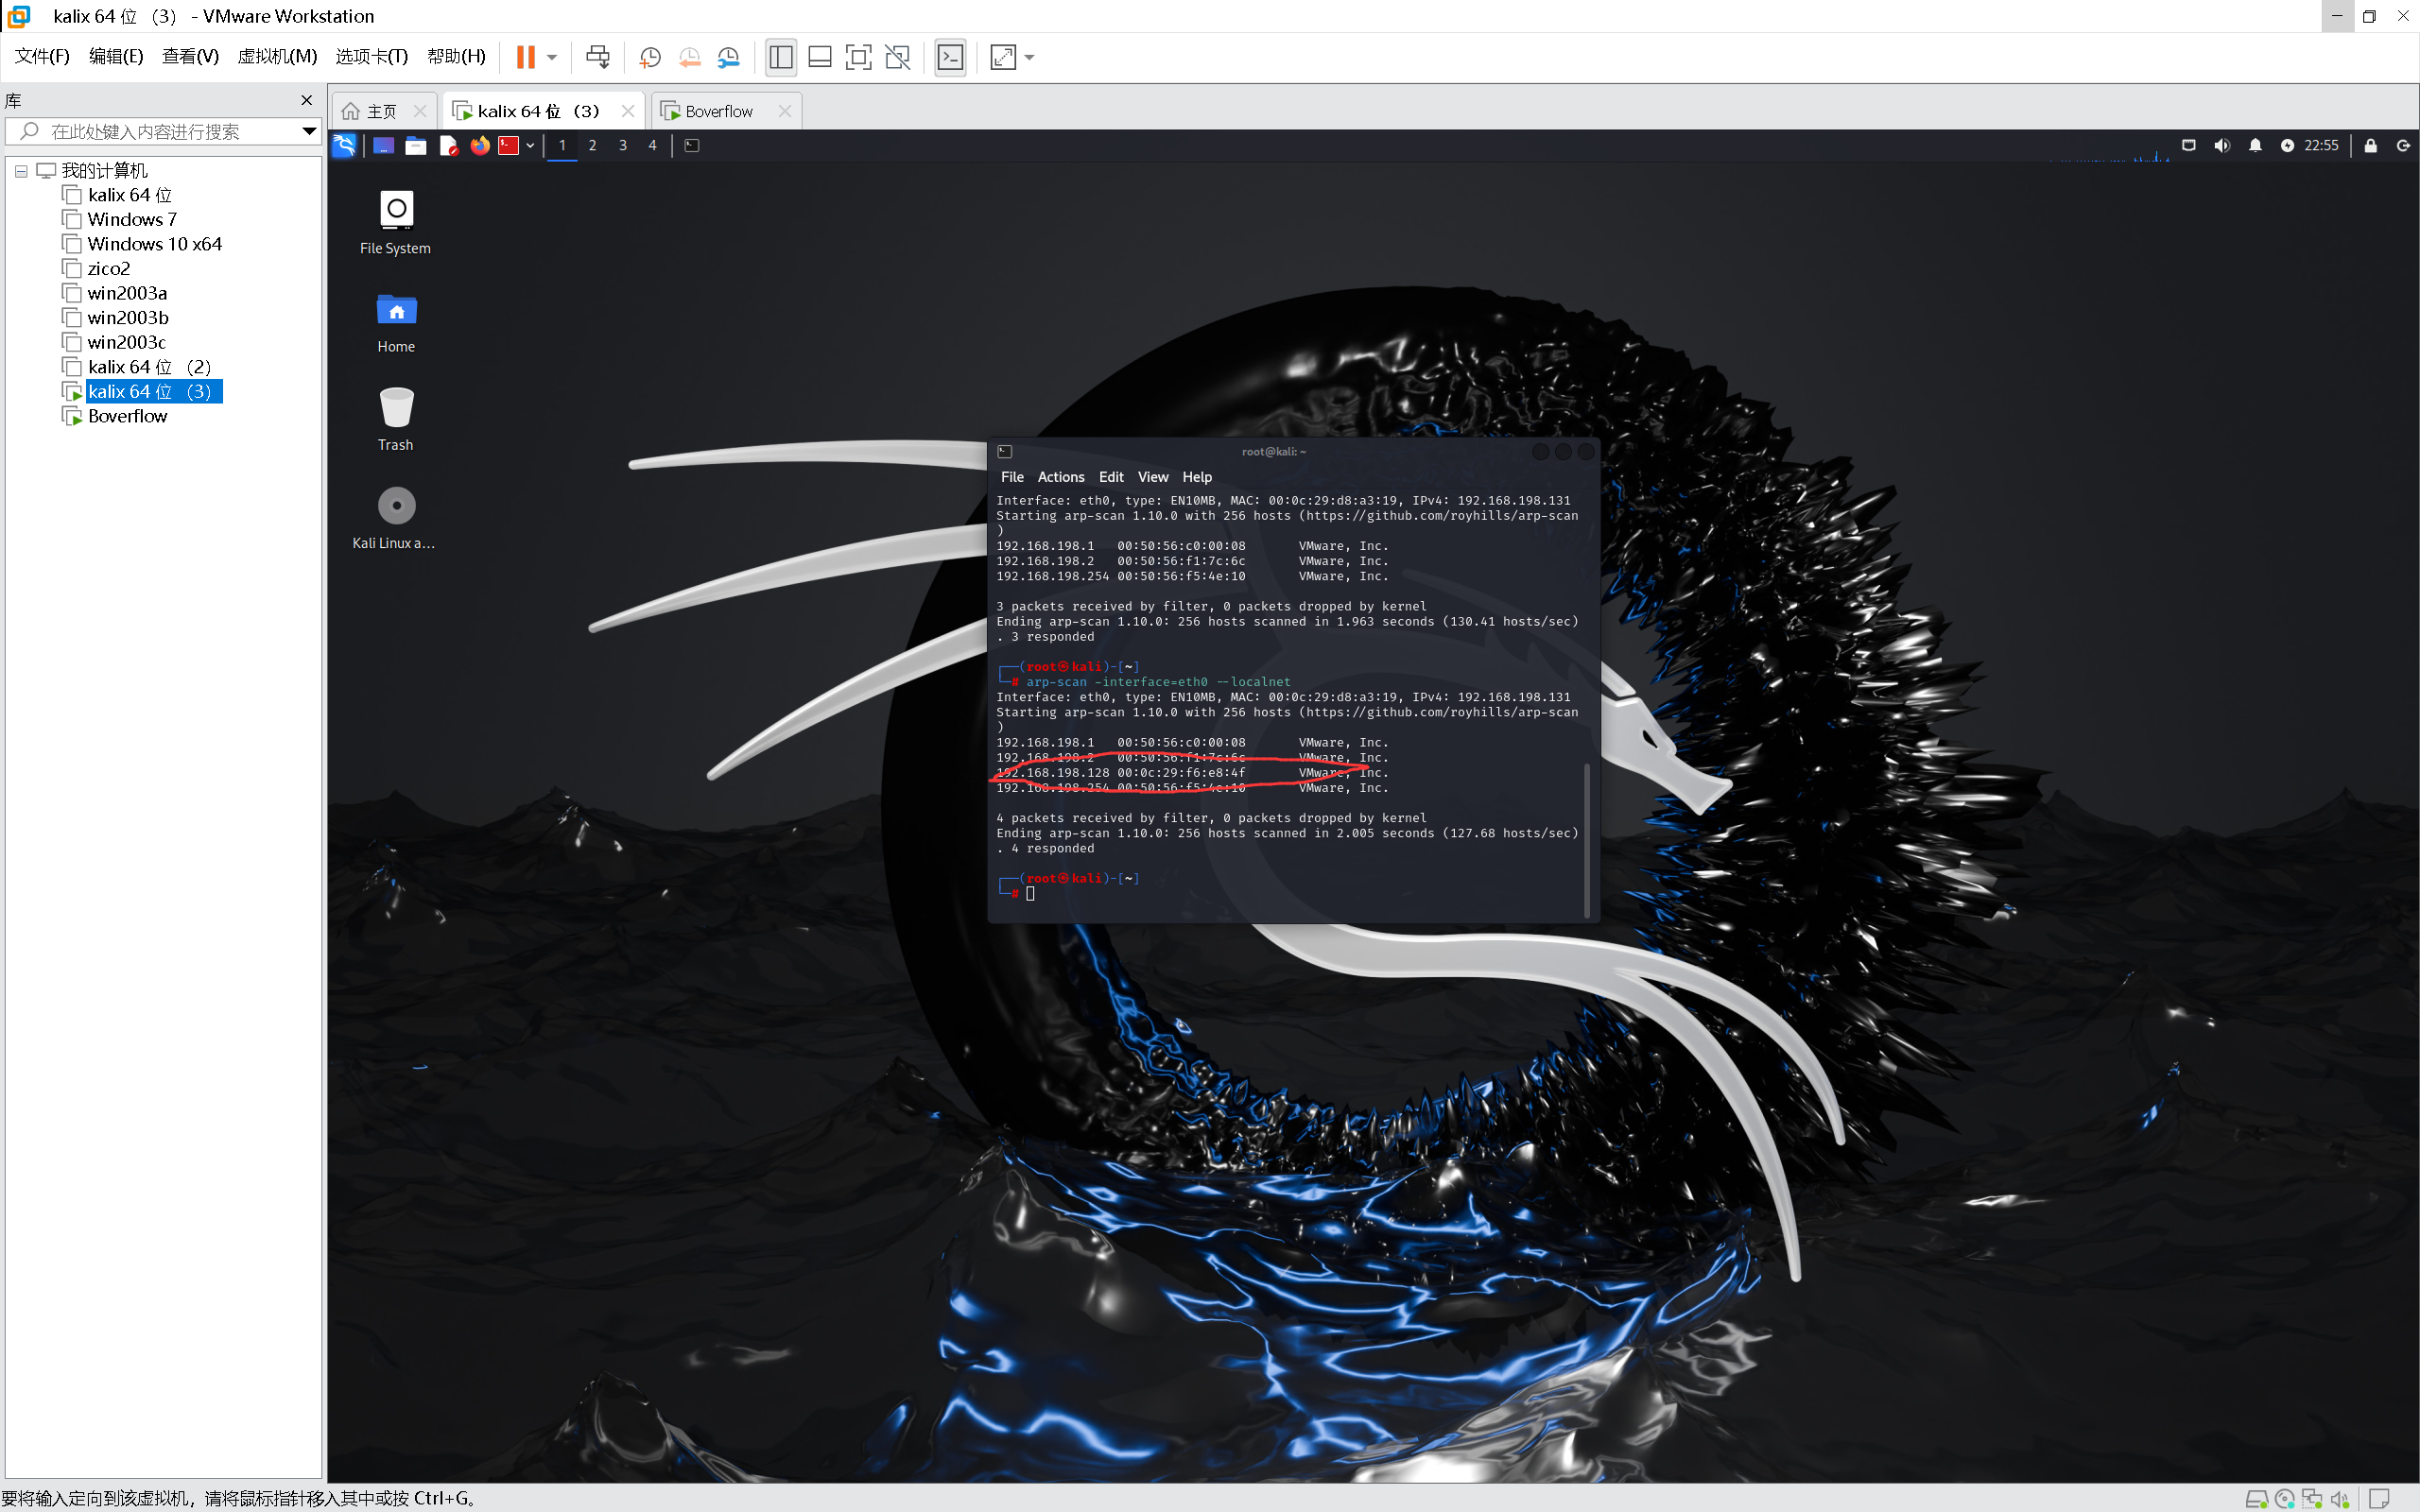 kalix 64 位 （3） - VMware Workstation
文件(F) 编辑(E) 查看(V) 虚拟机(M) 选项卡(T) 帮助(H)
库
在此处键入内容进行搜索
我的计算机
kalix 64 位
Windows 7
Windows 10 x64
zico2
win2003a
win2003b
win2003c
kalix 64 位 （2）
kalix 64 位 （3）
Boverflow
主页 kalix 64 位 （3） Boverflow
1 2 3 4 22:55
File System
Home
Trash
Kali Linux a...
root@kali: ~
File Actions Edit View Help
Interface: eth0, type: EN10MB, MAC: 00:0c:29:d8:a3:19, IPv4: 192.168.198.131
Starting arp-scan 1.10.0 with 256 hosts (https://github.com/royhills/arp-scan
)
192.168.198.1 00:50:56:c0:00:08 VMware, Inc.
192.168.198.2 00:50:56:f1:7c:6c VMware, Inc.
192.168.198.254 00:50:56:f5:4e:10 VMware, Inc.
3 packets received by filter, 0 packets dropped by kernel
Ending arp-scan 1.10.0: 256 hosts scanned in 1.963 seconds (130.41 hosts/sec)
. 3 responded
┌──(root㉿kali)-[~]
└─# arp-scan -interface=eth0 --localnet
Interface: eth0, type: EN10MB, MAC: 00:0c:29:d8:a3:19, IPv4: 192.168.198.131
Starting arp-scan 1.10.0 with 256 hosts (https://github.com/royhills/arp-scan
)
192.168.198.1 00:50:56:c0:00:08 VMware, Inc.
192.168.198.2 00:50:56:f1:7c:6c VMware, Inc.
192.168.198.128 00:0c:29:f6:e8:4f VMware, Inc.
192.168.198.254 00:50:56:f5:4e:10 VMware, Inc.
4 packets received by filter, 0 packets dropped by kernel
Ending arp-scan 1.10.0: 256 hosts scanned in 2.005 seconds (127.68 hosts/sec)
. 4 responded
┌──(root㉿kali)-[~]
└─#
要将输入定向到该虚拟机，请将鼠标指针移入其中或按 Ctrl+G。